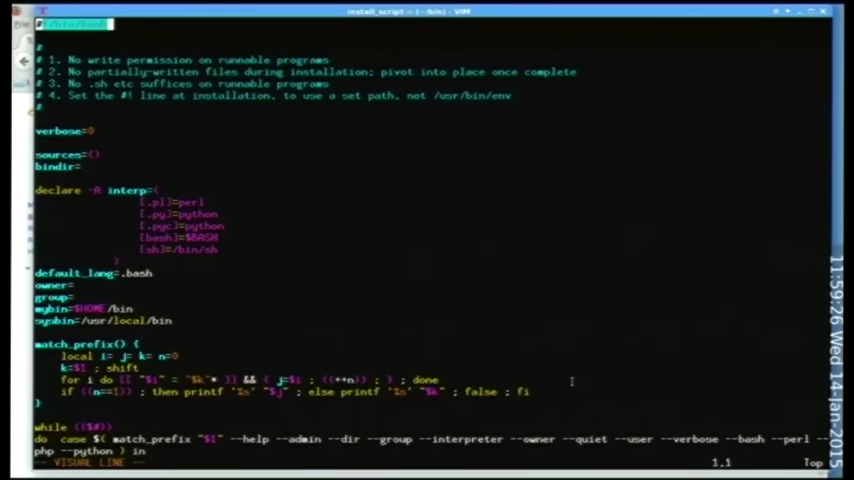 install_script = (~/bin) - VIM
#!/bin/bash
#
# 1. No write permission on runnable programs
# 2. No partially-written files during installation; pivot into place once complete
# 3. No .sh etc suffices on runnable programs
# 4. Set the #! line at installation, to use a set path, not /usr/bin/env
#
verbose=0
sources=()
bindir=
declare -A interp=(
[.pl]=perl
[.py]=python
[.pyc]=python
[bash]=$BASH
[sh]=/bin/sh
)
default_lang=.bash
owner=
group=
mybin=$HOME/bin
sysbin=/usr/local/bin
match_prefix() {
local i= j= k= n=0
k=$1 ; shift
for i do [[ "$i" = "$k"* ]] && { j=$i ; ((++n)) ; } ; done
if ((n==1)) ; then printf '%s' "$j" ; else printf '%s' "$k" ; false ; fi
}
while (($#))
do case $( match_prefix "$1" --help --admin --dir --group --interpreter --owner --quiet --user --verbose --bash --perl --
php --python ) in
-- VISUAL LINE --
1,1
Top
11:59:26 Wed 14-Jan-2015